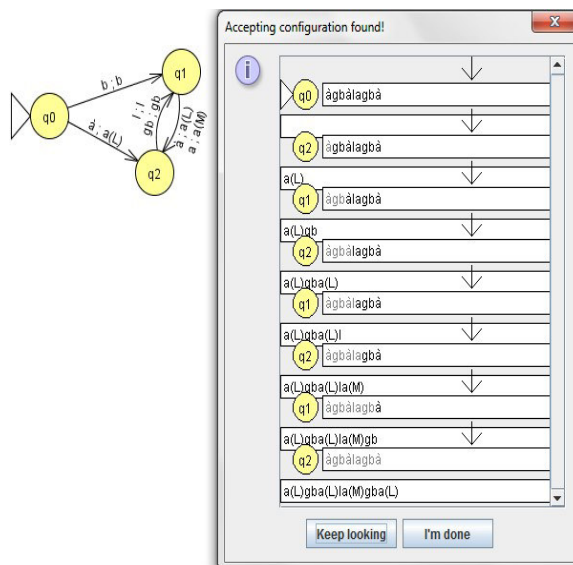 Accepting configuration found!
x
i
q0 àgbàlagbà
q2 àgbàlagbà
a(L)
q1 àgbàlagbà
a(L)gb
q2 àgbàlagbà
a(L)gba(L)
q1 àgbàlagbà
a(L)gba(L)l
q2 àgbàlagbà
a(L)gba(L)la(M)
q1 àgbàlagbà
a(L)gba(L)la(M)gb
q2 àgbàlagbà
a(L)gba(L)la(M)gba(L)
Keep looking I'm done
q1
b ; b
q0
l ; l
gb ; gb
à ; a(L)
a ; a(M)
à ; a(L)
q2